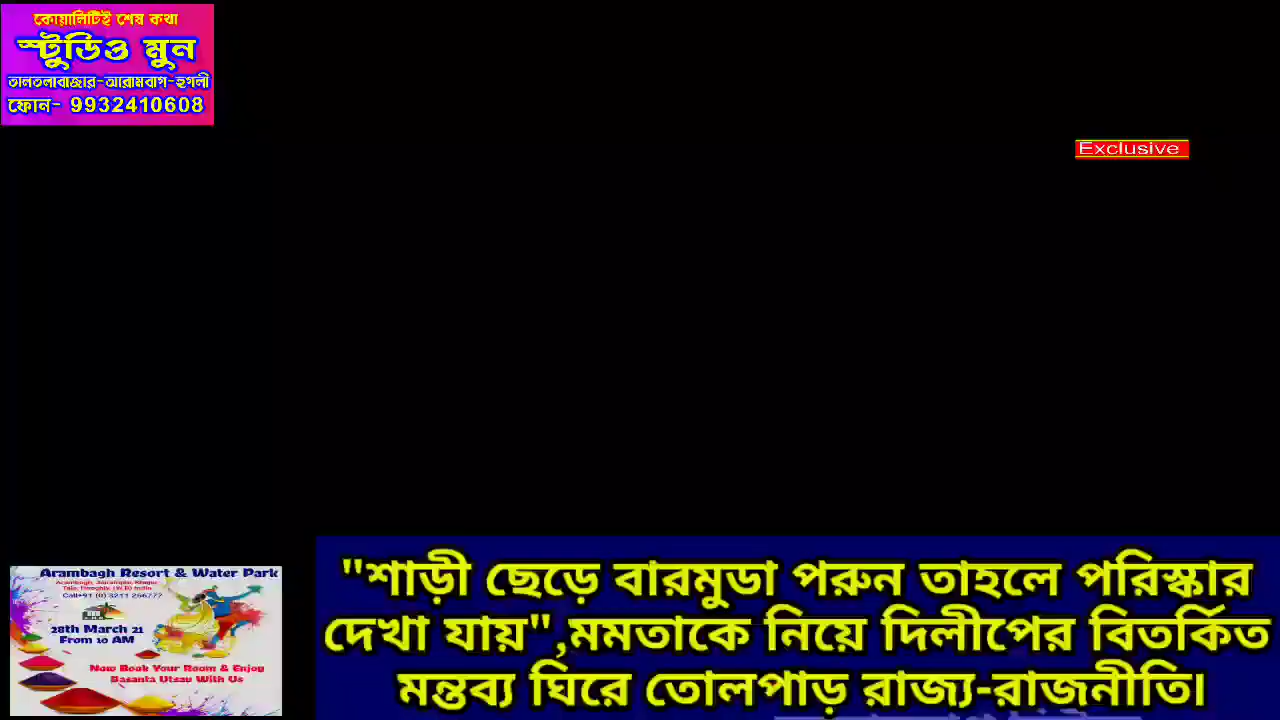 কোয়ালিটিই শেষ কথা
স্টুডিও মুন
তালতলাবাজার-আরামবাগ-হুগলী
ফোন- 9932410608
Exclusive
"শাড়ী ছেড়ে বারমুডা পরুন তাহলে পরিস্কার
দেখা যায়",মমতাকে নিয়ে দিলীপের বিতর্কিত
মন্তব্য ঘিরে তোলপাড় রাজ্য-রাজনীতি।
Arambagh Resort & Water Park
28th March 21
From 10 AM
Now Book Your Room & Enjoy
Basanta Utsav With Us